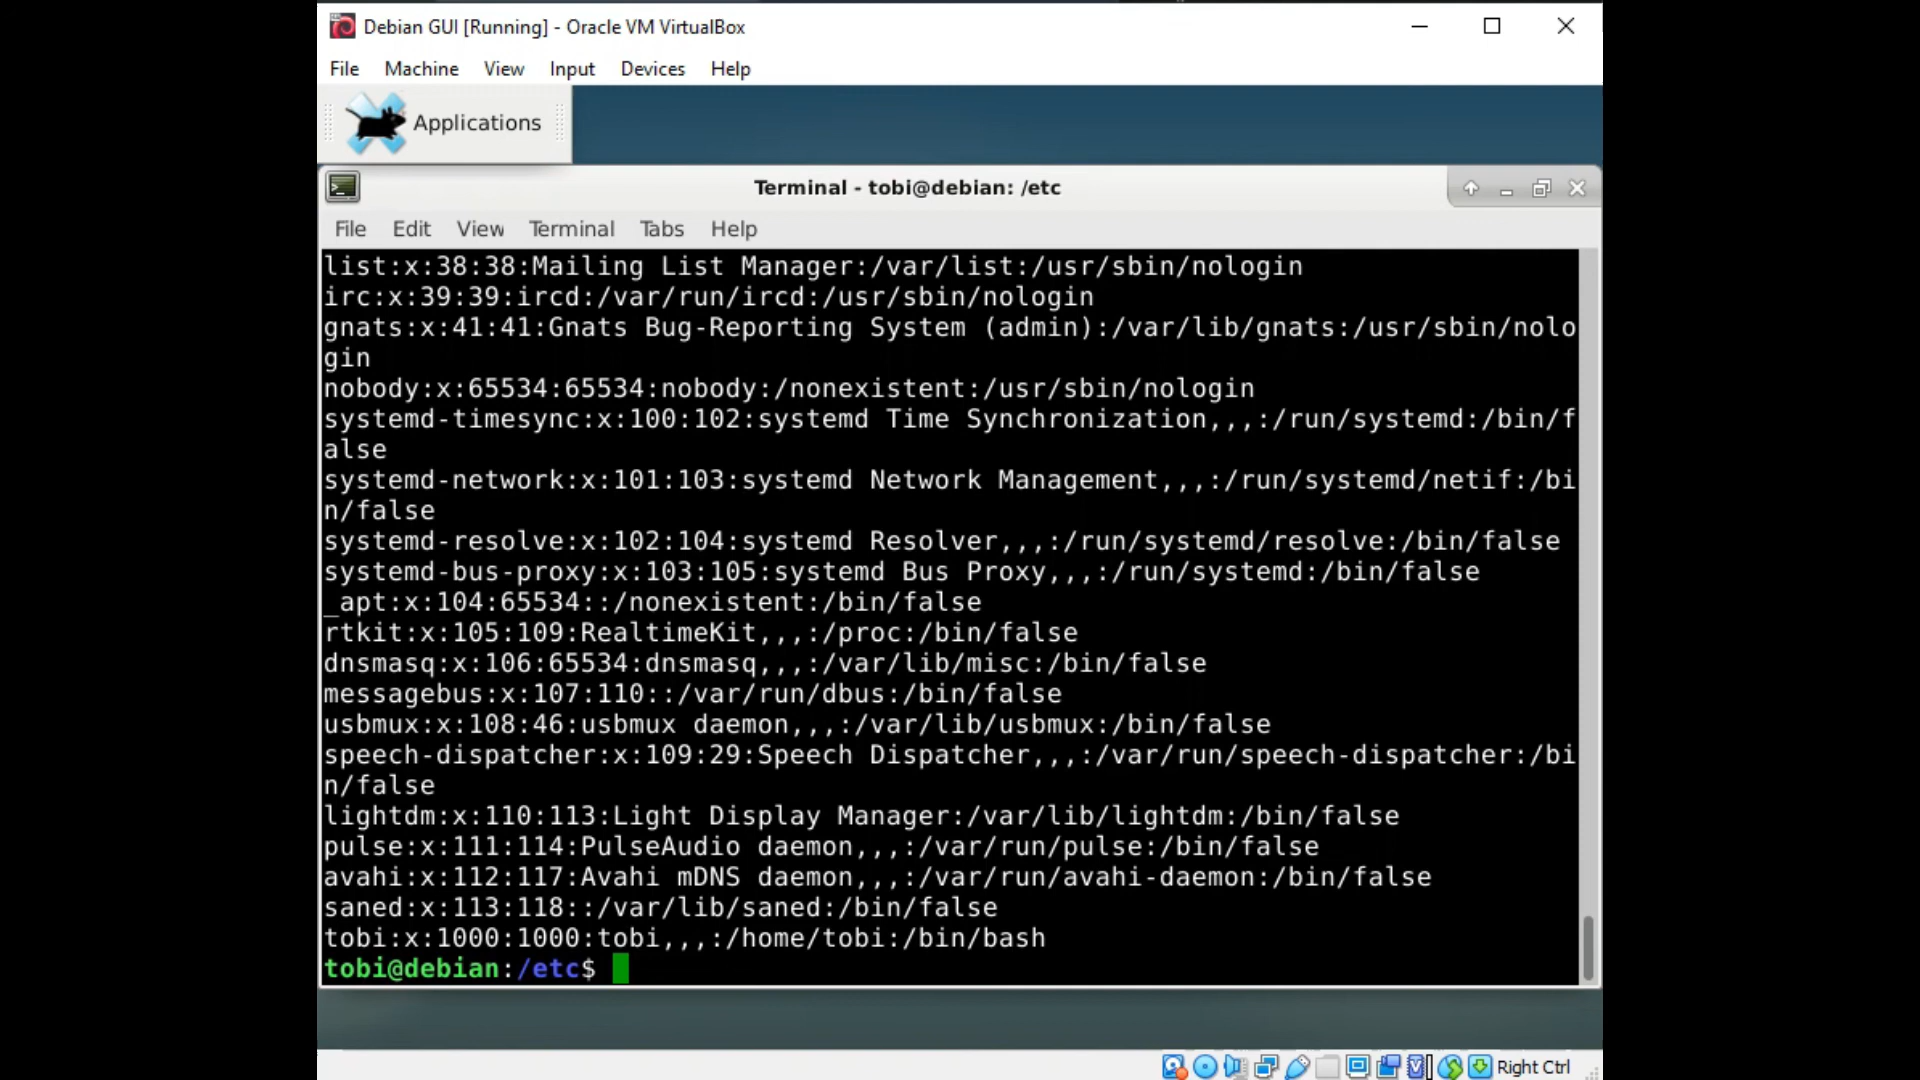 Debian GUI [Running] - Oracle VM VirtualBox
File Machine View Input Devices Help
Applications
Terminal - tobi@debian: /etc
File Edit View Terminal Tabs Help
list:x:38:38:Mailing List Manager:/var/list:/usr/sbin/nologin
irc:x:39:39:ircd:/var/run/ircd:/usr/sbin/nologin
gnats:x:41:41:Gnats Bug-Reporting System (admin):/var/lib/gnats:/usr/sbin/nolo
gin
nobody:x:65534:65534:nobody:/nonexistent:/usr/sbin/nologin
systemd-timesync:x:100:102:systemd Time Synchronization,,,:/run/systemd:/bin/f
alse
systemd-network:x:101:103:systemd Network Management,,,:/run/systemd/netif:/bi
n/false
systemd-resolve:x:102:104:systemd Resolver,,,:/run/systemd/resolve:/bin/false
systemd-bus-proxy:x:103:105:systemd Bus Proxy,,,:/run/systemd:/bin/false
_apt:x:104:65534::/nonexistent:/bin/false
rtkit:x:105:109:RealtimeKit,,,:/proc:/bin/false
dnsmasq:x:106:65534:dnsmasq,,,:/var/lib/misc:/bin/false
messagebus:x:107:110::/var/run/dbus:/bin/false
usbmux:x:108:46:usbmux daemon,,,:/var/lib/usbmux:/bin/false
speech-dispatcher:x:109:29:Speech Dispatcher,,,:/var/run/speech-dispatcher:/bi
n/false
lightdm:x:110:113:Light Display Manager:/var/lib/lightdm:/bin/false
pulse:x:111:114:PulseAudio daemon,,,:/var/run/pulse:/bin/false
avahi:x:112:117:Avahi mDNS daemon,,,:/var/run/avahi-daemon:/bin/false
saned:x:113:118::/var/lib/saned:/bin/false
tobi:x:1000:1000:tobi,,,:/home/tobi:/bin/bash
tobi@debian:/etc$
Right Ctrl